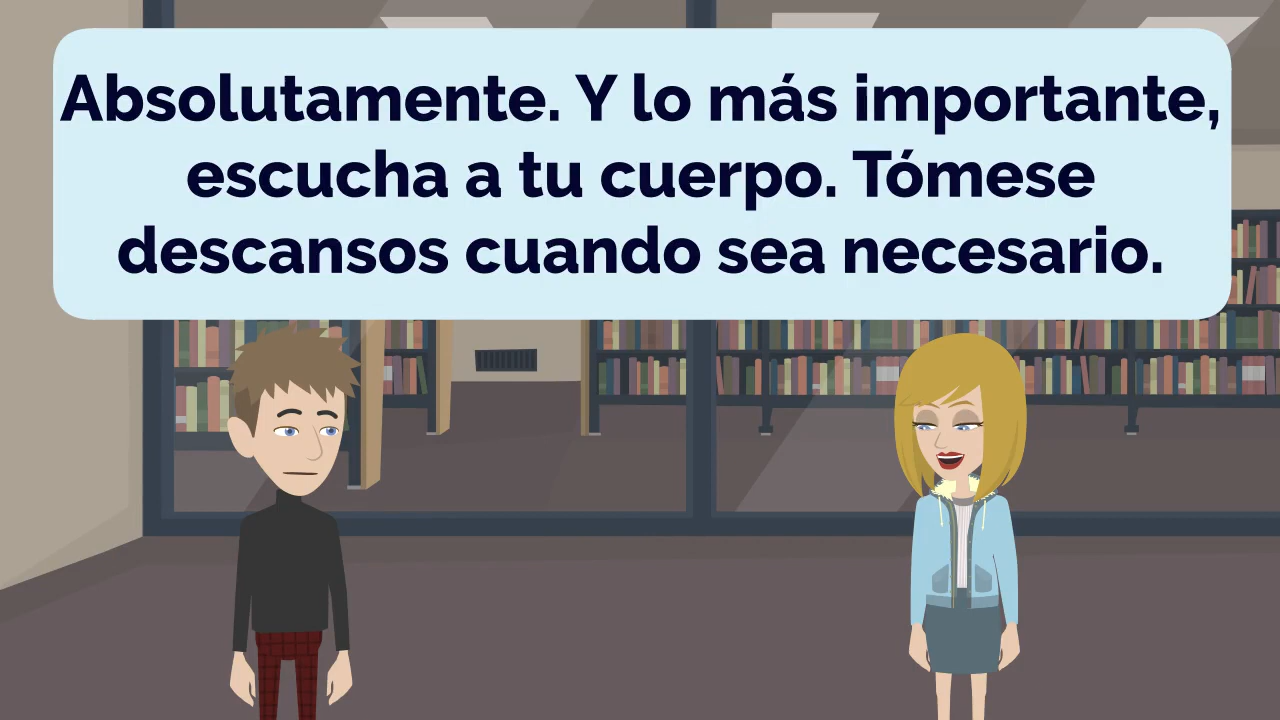 Absolutamente. Y lo más importante,
escucha a tu cuerpo. Tómese
descansos cuando sea necesario.